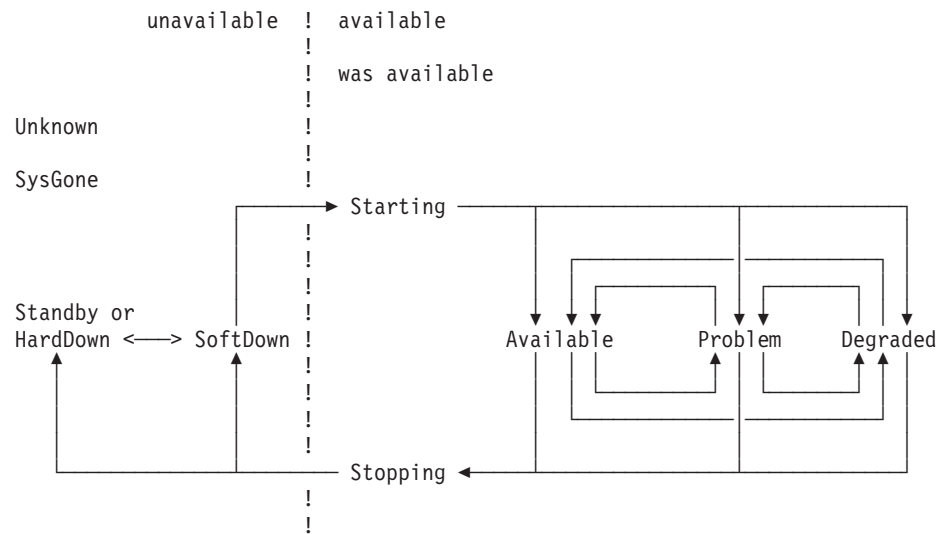 unavailable ! available
!
! was available
!
Unknown !
!
SysGone !
Starting
!
!
!
Standby or !
HardDown <───> SoftDown ! Available Problem Degraded
!
!
!
!
Stopping
!
!